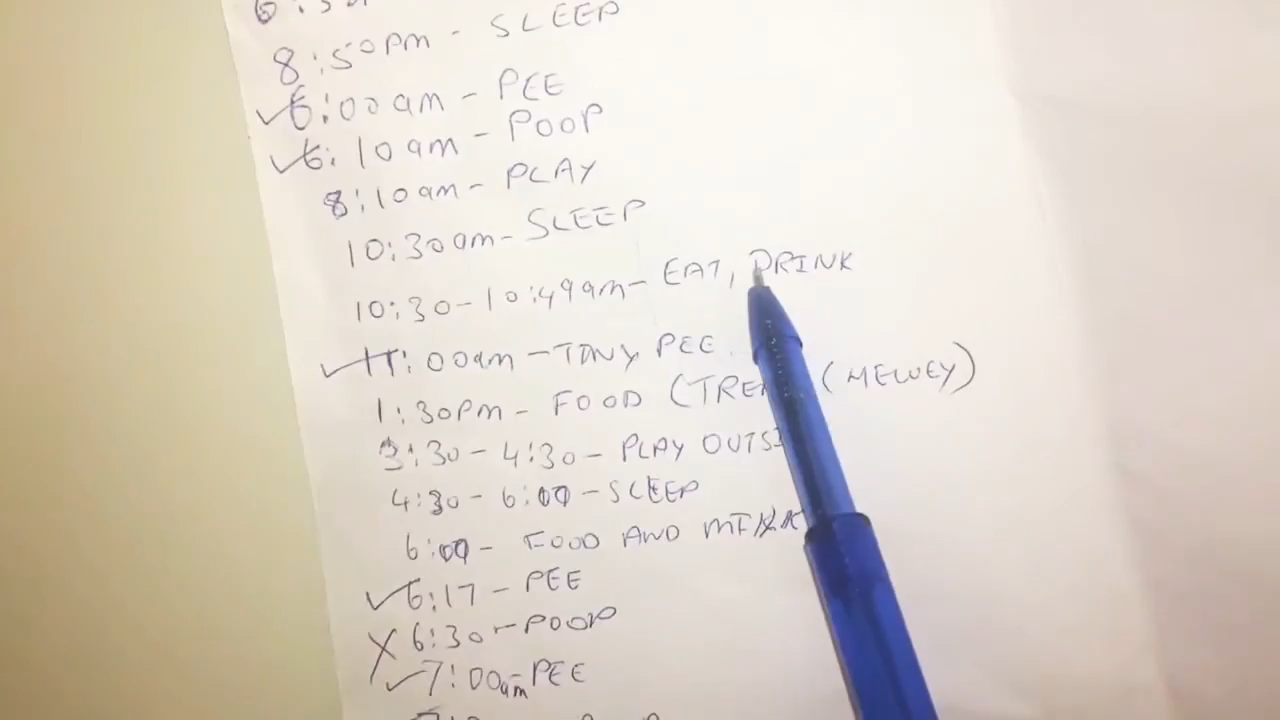 8:50pm - SLEEP
6:00am - PEE
6:10am - POOP
8:10am - PLAY
10:30am - SLEEP
10:30-10:49am - EAT, DRINK
11:00am - TINY PEE
1:30pm - FOOD ( (MELVEY)
3:30 - 4:30 - PLAY
4:30 - 6:00 - SLEEP
6:00 - FOOD AND
6:17 - PEE
6:30 - POOP
7:00am PEE